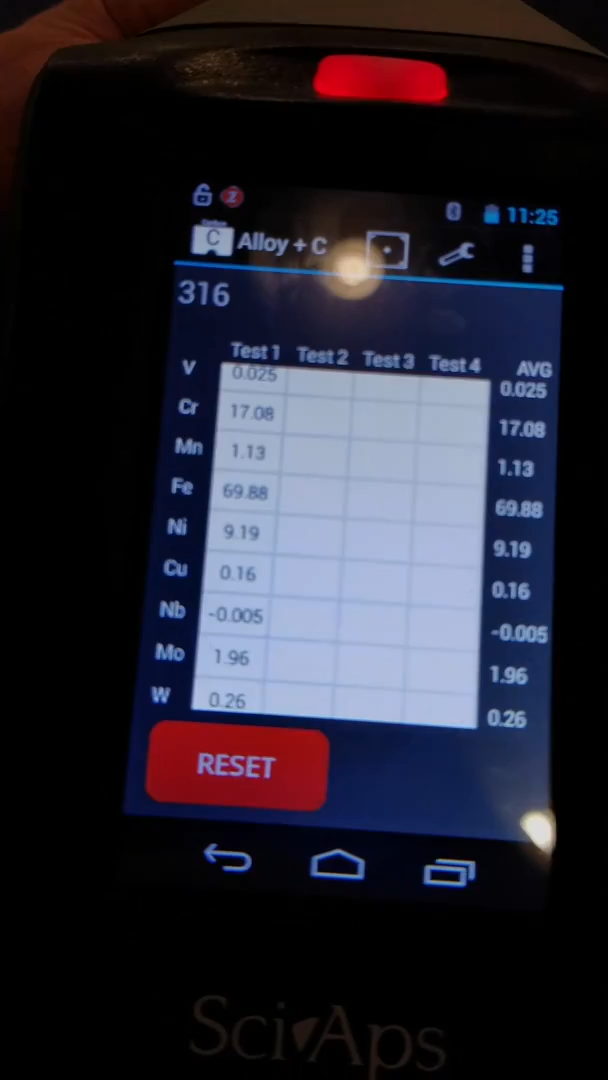 11:25
C Alloy + C
316
Test 1 Test 2 Test 3 Test 4 AVG
V 0.025 0.025
Cr 17.08 17.08
Mn 1.13 1.13
Fe 69.88 69.88
Ni 9.19 9.19
Cu 0.16 0.16
Nb -0.005 -0.005
Mo 1.96 1.96
W 0.26 0.26
RESET
SciAps